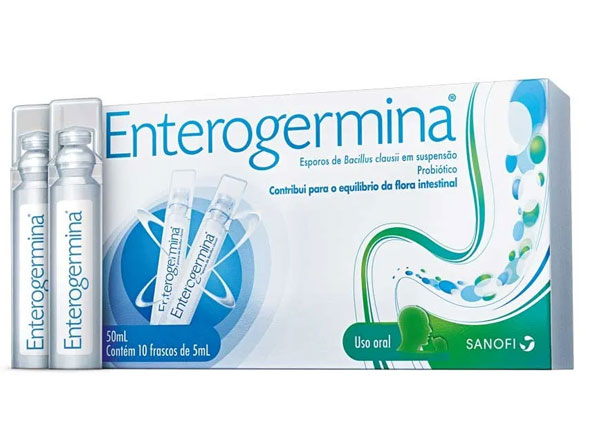 Enterogermina®
Esporos de Bacillus clausii em suspensão
Probiótico
Contribui para o equilíbrio da flora intestinal
Enterogermina®
Enterogermina®
Enterogermina
Enterogermina®
50mL
Contém 10 frascos de 5mL
Uso oral
SANOFI